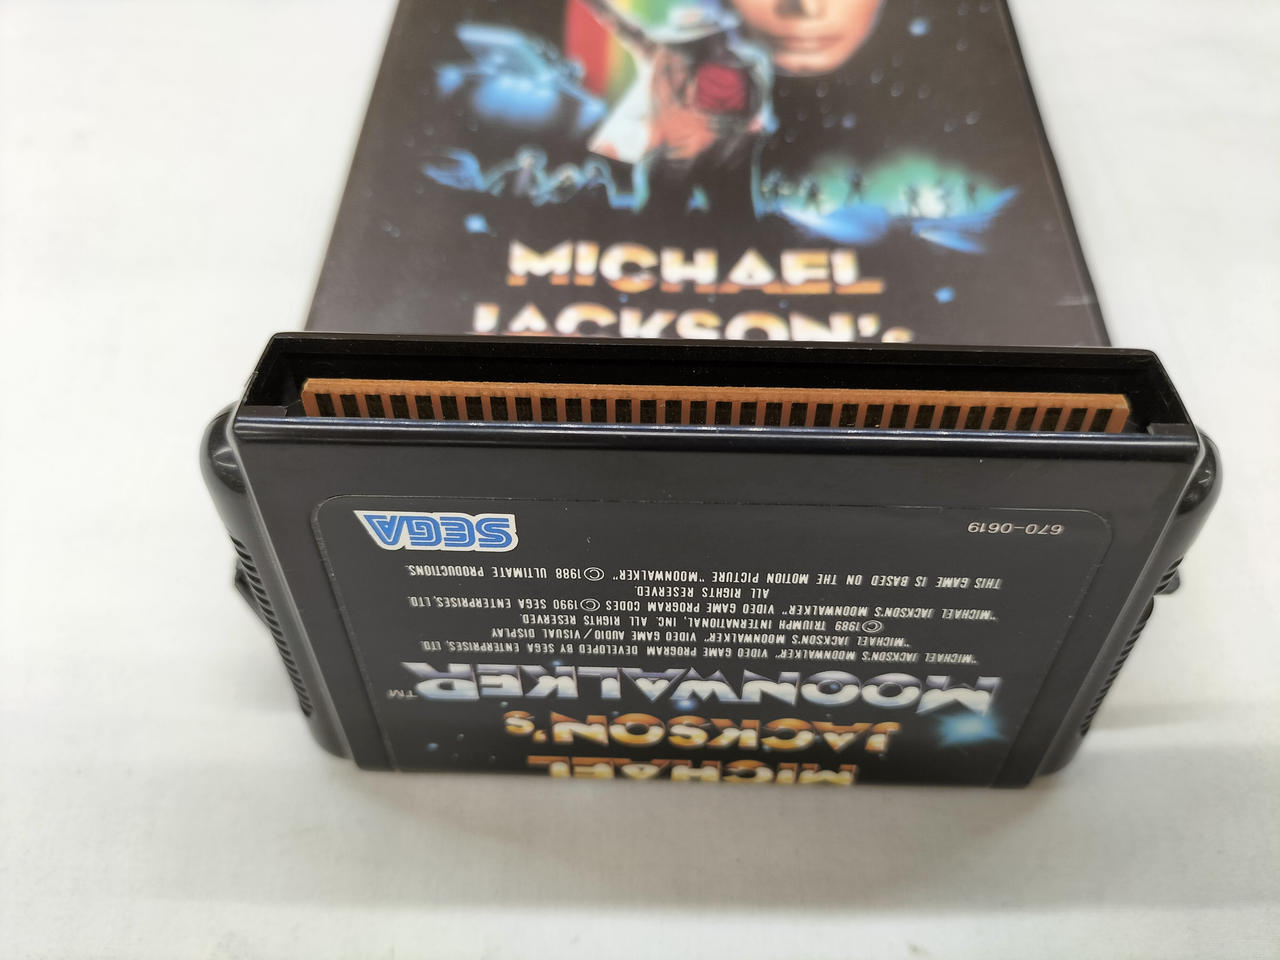 MICHAEL
JACKSON's
MICHAEL
JACKSON's
MOONWALKER™
"MICHAEL JACKSON'S MOONWALKER" VIDEO GAME PROGRAM DEVELOPED BY SEGA ENTERPRISES, LTD.
"MICHAEL JACKSON'S MOONWALKER" VIDEO GAME AUDIO/VISUAL DISPLAY
©1989 TRIUMPH INTERNATIONAL, INC. ALL RIGHTS RESERVED.
"MICHAEL JACKSON'S MOONWALKER" VIDEO GAME PROGRAM CODES ©1990 SEGA ENTERPRISES, LTD.
ALL RIGHTS RESERVED.
THIS GAME IS BASED ON THE MOTION PICTURE "MOONWALKER" ©1988 ULTIMATE PRODUCTIONS.
670-0619
SEGA